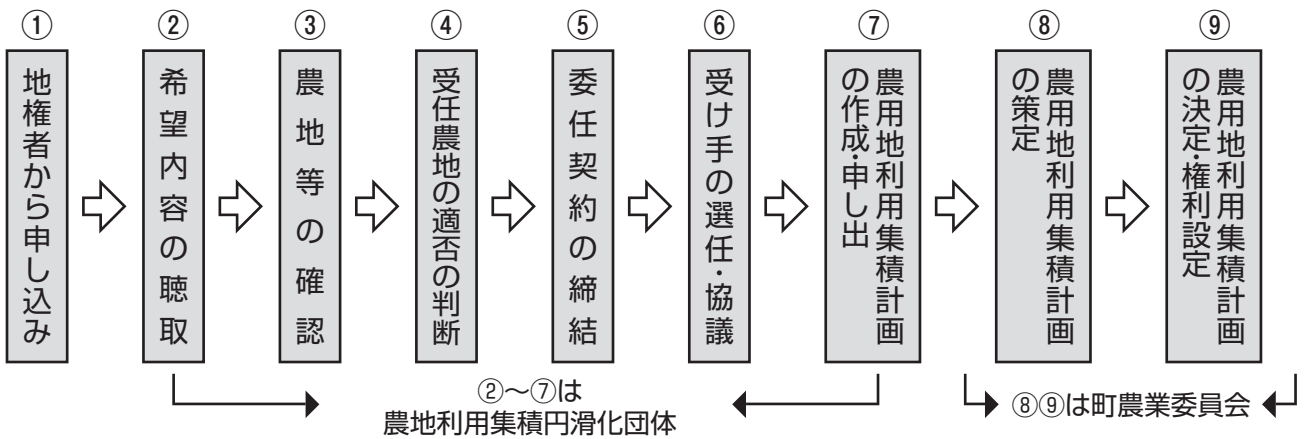 ①
地権者から申し込み
②
希望内容の聴取
③
農地等の確認
④
受任農地の適否の判断
⑤
委任契約の締結
⑥
受け手の選任・協議
⑦
農用地利用集積計画
の作成・申し出
⑧
農用地利用集積計画
の策定
⑨
農用地利用集積計画
の決定・権利設定
②～⑦は
農地利用集積円滑化団体
⑧⑨は町農業委員会